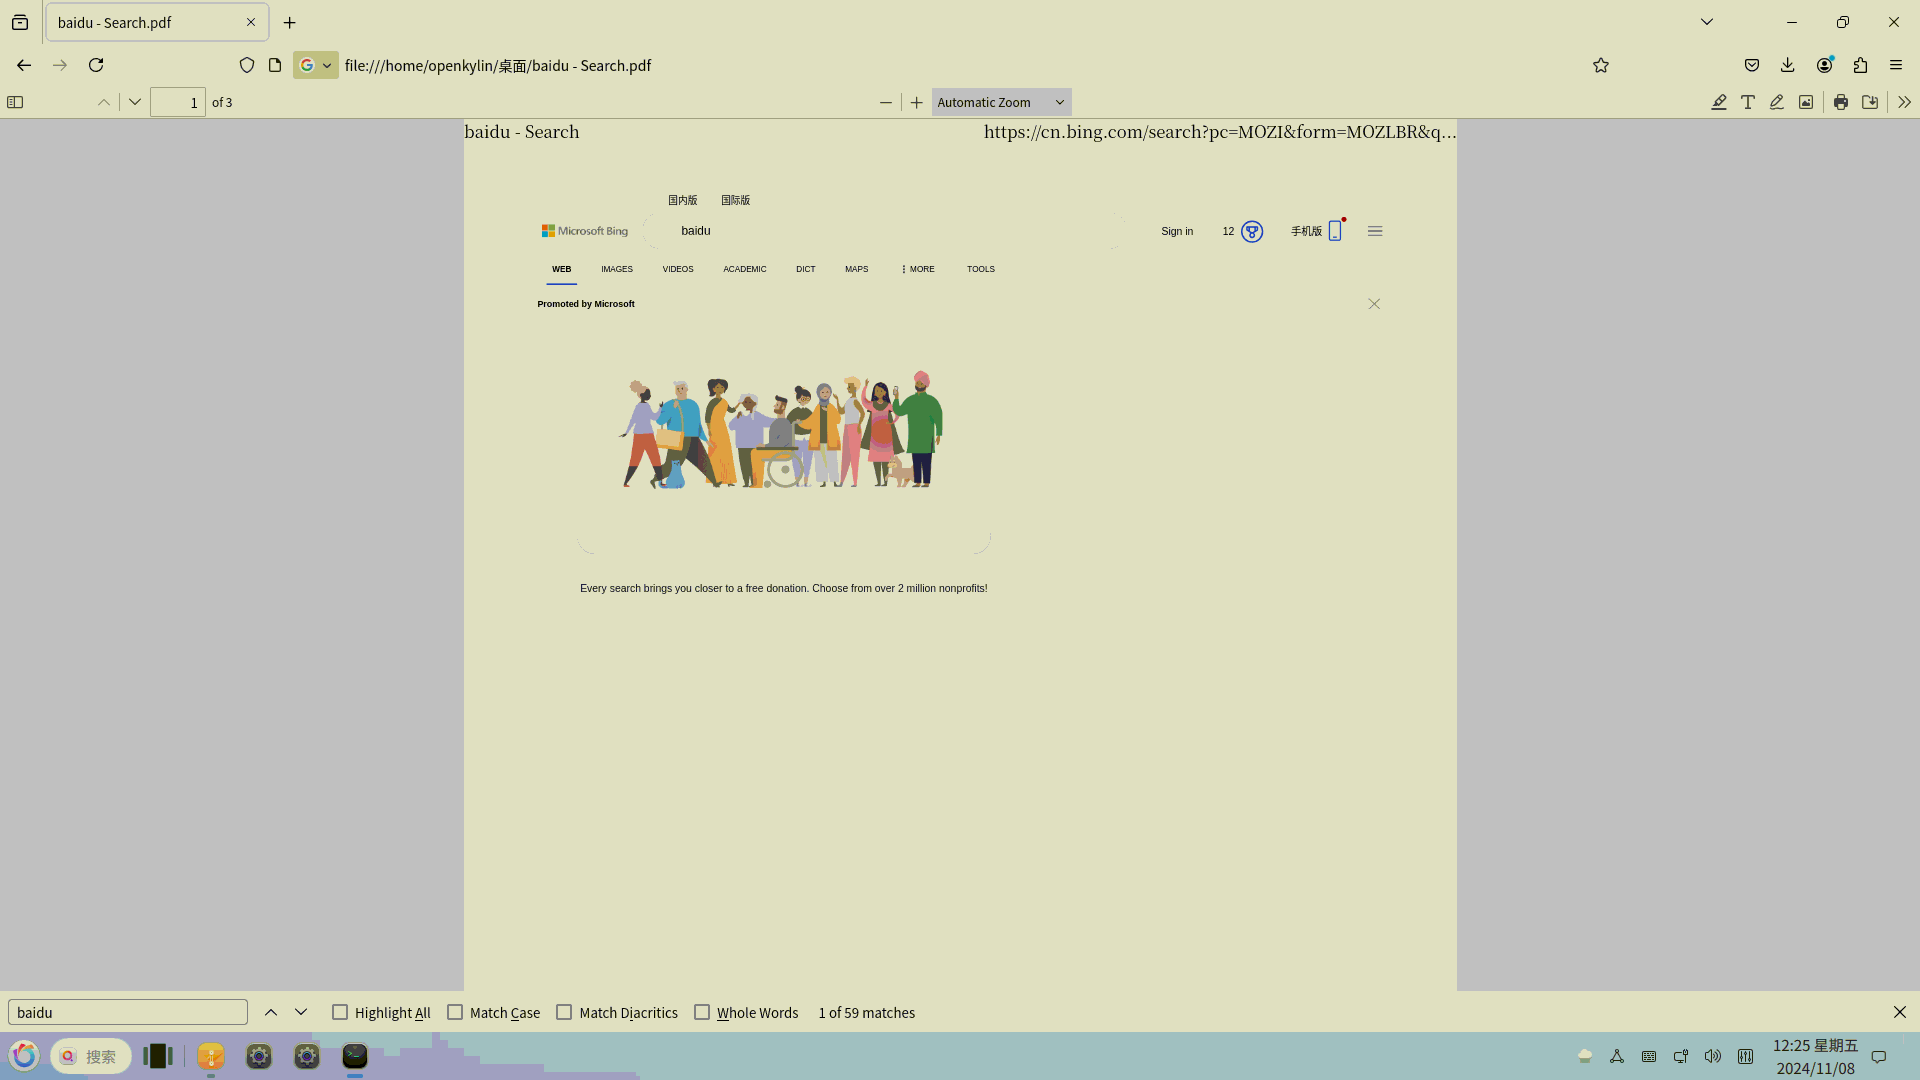 baidu - Search.pdf
file:///home/openkylin/桌面/baidu - Search.pdf
1 of 3
Automatic Zoom
baidu - Search
https://cn.bing.com/search?pc=MOZI&form=MOZLBR&q...
国内版 国际版
Microsoft Bing
baidu
Sign in
12
手机版
WEB IMAGES VIDEOS ACADEMIC DICT MAPS ⋮ MORE TOOLS
Promoted by Microsoft
Every search brings you closer to a free donation. Choose from over 2 million nonprofits!
baidu
Highlight All
Match Case
Match Diacritics
Whole Words
1 of 59 matches
搜索
12:25 星期五
2024/11/08